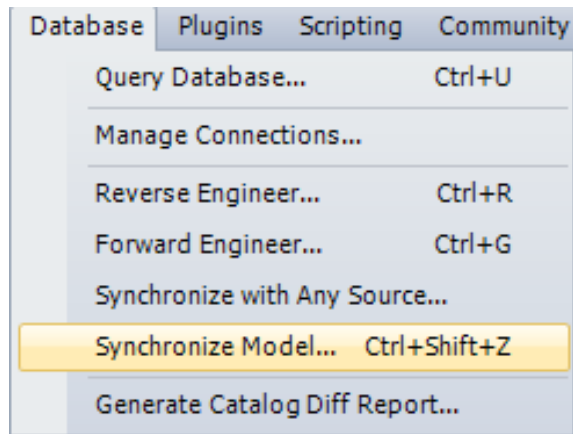 Database Plugins Scripting Community
Query Database... Ctrl+U
Manage Connections...
Reverse Engineer... Ctrl+R
Forward Engineer... Ctrl+G
Synchronize with Any Source...
Synchronize Model... Ctrl+Shift+Z
Generate Catalog Diff Report...